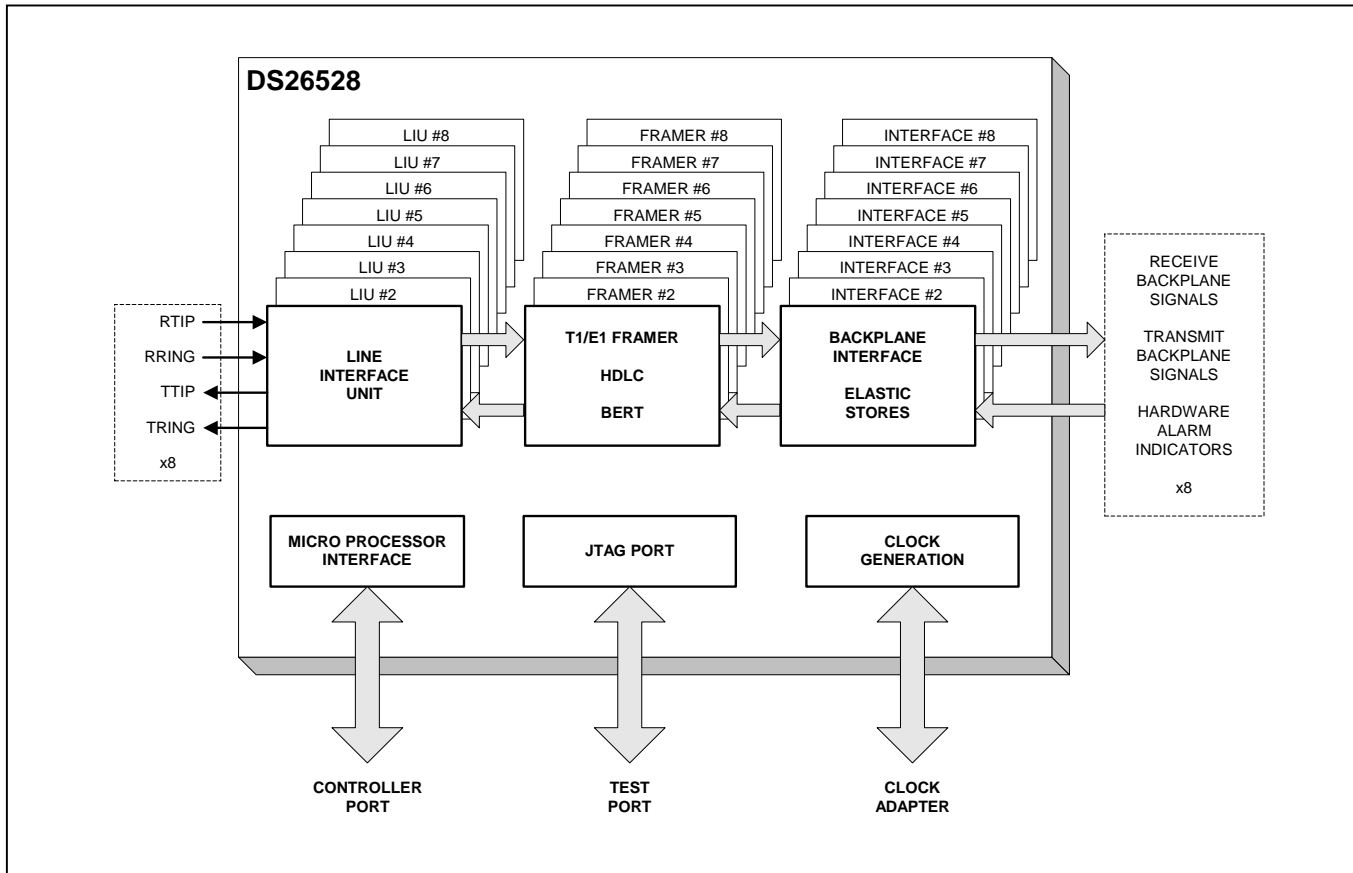 DS26528
LIU #8
LIU #7
LIU #6
LIU #5
LIU #4
LIU #3
LIU #2
LINE
INTERFACE
UNIT
FRAMER #8
FRAMER #7
FRAMER #6
FRAMER #5
FRAMER #4
FRAMER #3
FRAMER #2
T1/E1 FRAMER
HDLC
BERT
INTERFACE #8
INTERFACE #7
INTERFACE #6
INTERFACE #5
INTERFACE #4
INTERFACE #3
INTERFACE #2
BACKPLANE
INTERFACE
ELASTIC
STORES
RTIP
RRING
TTIP
TRING
x8
RECEIVE
BACKPLANE
SIGNALS
TRANSMIT
BACKPLANE
SIGNALS
HARDWARE
ALARM
INDICATORS
x8
MICRO PROCESSOR
INTERFACE
JTAG PORT
CLOCK
GENERATION
CONTROLLER
PORT
TEST
PORT
CLOCK
ADAPTER